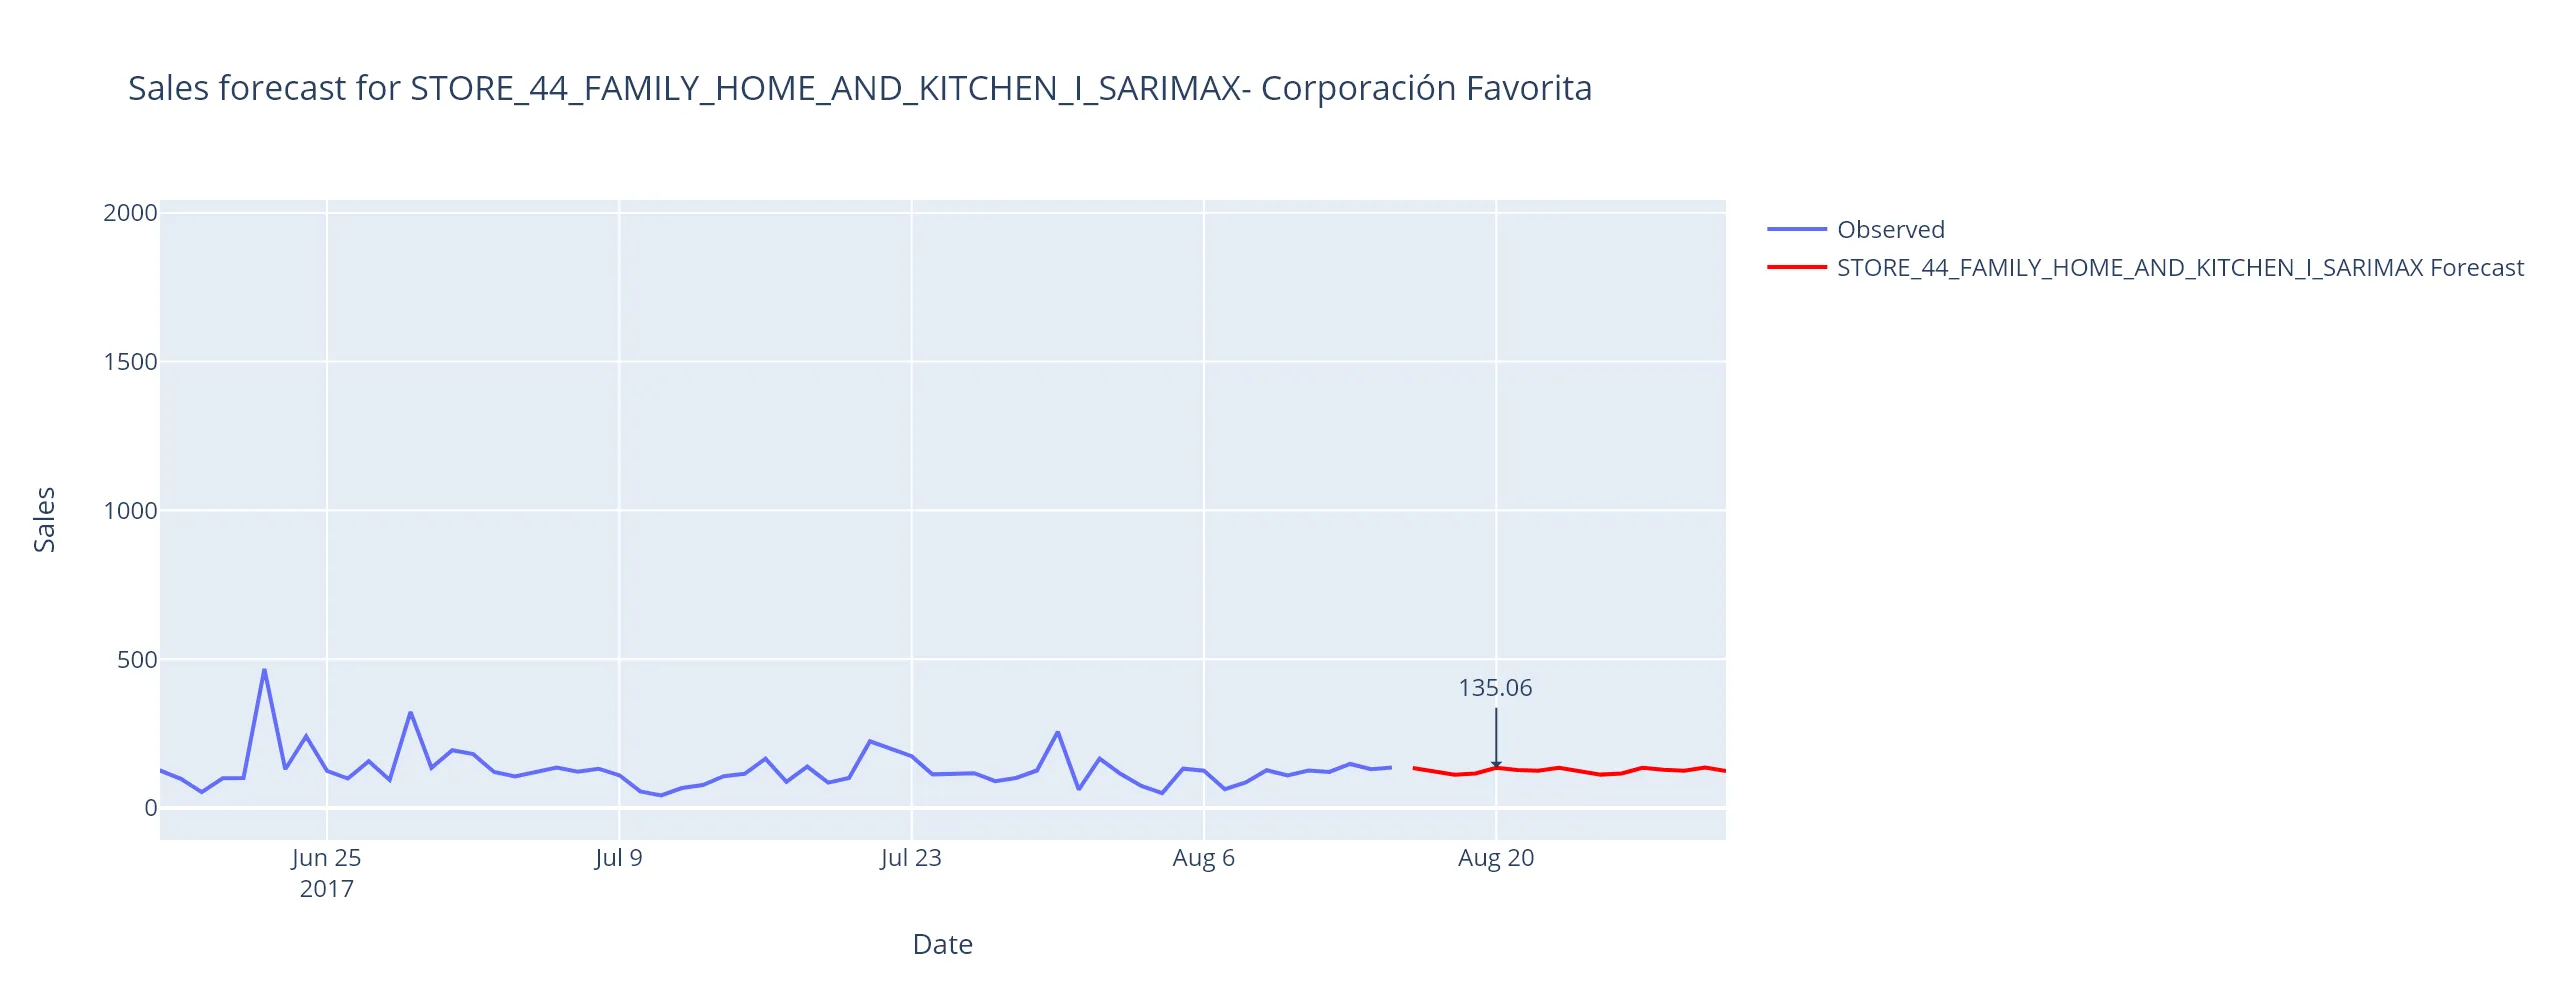 Sales forecast for STORE_44_FAMILY_HOME_AND_KITCHEN_I_SARIMAX- Corporación Favorita
2000
1500
1000
500
0
Sales
135.06
Jun 25
2017
Jul 9
Jul 23
Aug 6
Aug 20
Date
Observed
STORE_44_FAMILY_HOME_AND_KITCHEN_I_SARIMAX Forecast